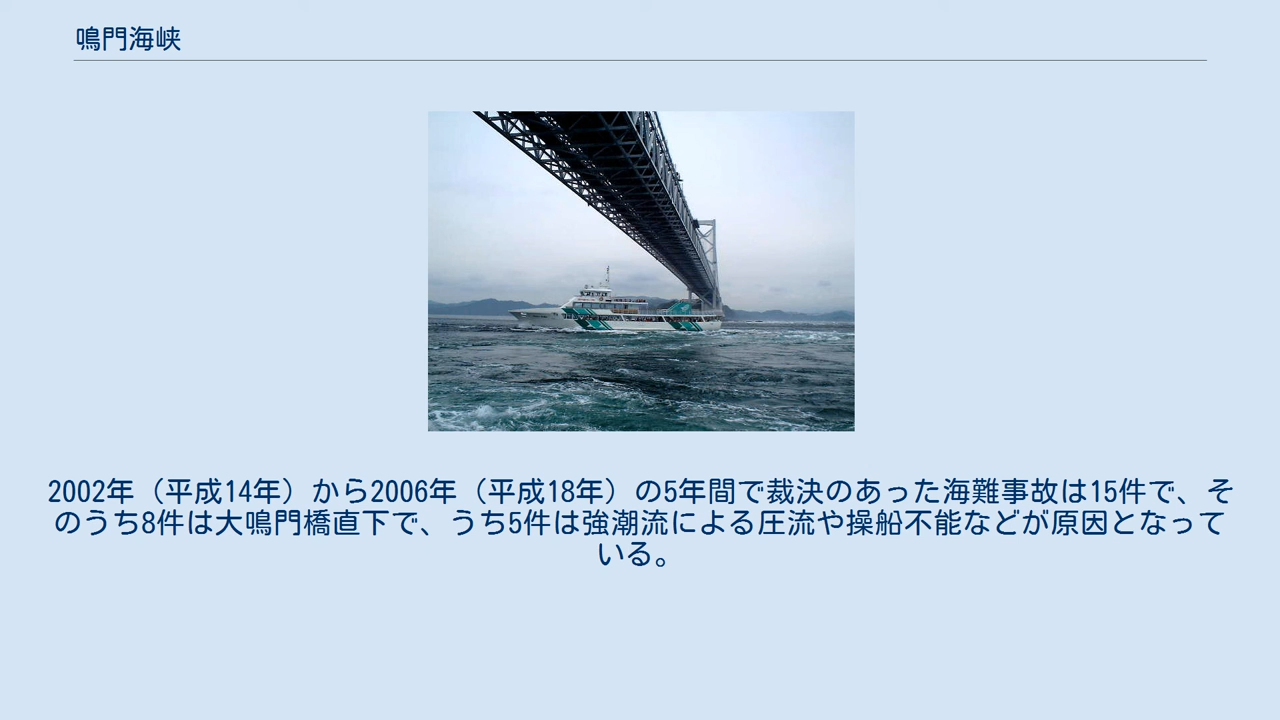 鳴門海峡
2002年（平成14年）から2006年（平成18年）の5年間で裁決のあった海難事故は15件で、そ
のうち8件は大鳴門橋直下で、うち5件は強潮流による圧流や操船不能などが原因となって
いる。